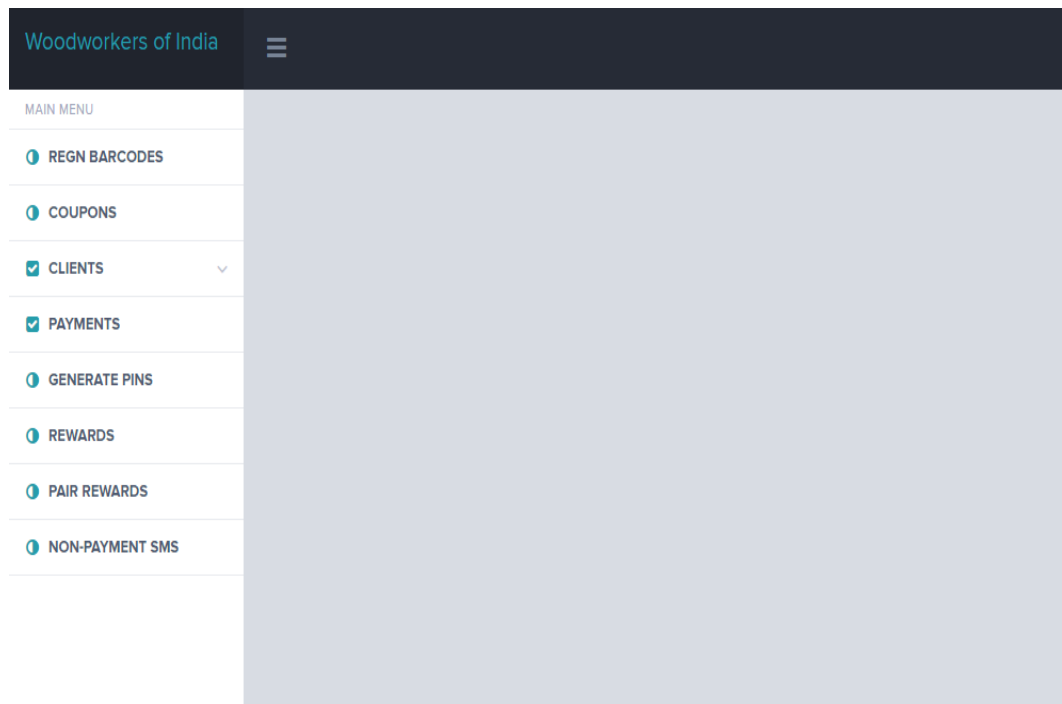 Woodworkers of India
MAIN MENU
REGN BARCODES
COUPONS
CLIENTS
PAYMENTS
GENERATE PINS
REWARDS
PAIR REWARDS
NON-PAYMENT SMS